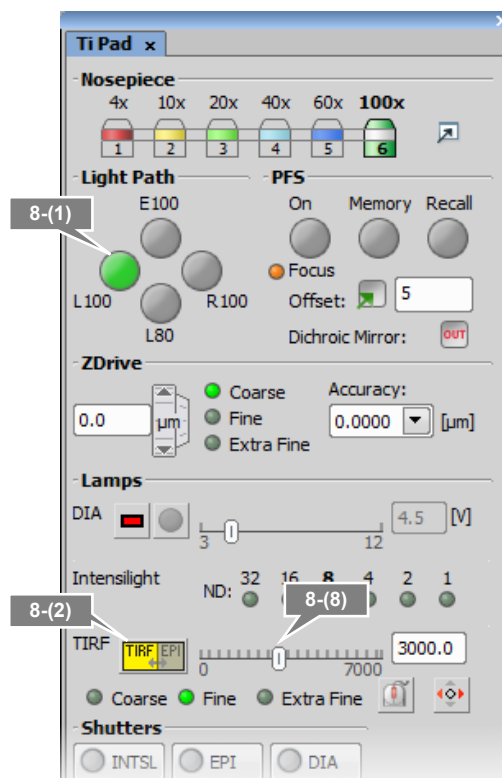 x
Ti Pad x
Nosepiece
4x 10x 20x 40x 60x 100x
1 2 3 4 5 6
Light Path PFS
8-(1)
E100 On Memory Recall
Focus
L100 R100 Offset: 5
L80 Dichroic Mirror: OUT
ZDrive
Coarse Accuracy:
0.0 µm Fine 0.0000 [µm]
Extra Fine
Lamps
DIA 4.5 [V]
3 12
Intensilight ND: 32 16 8 4 2 1
8-(2) 8-(8)
TIRF TIRF EPI 3000.0
0 7000
Coarse Fine Extra Fine
Shutters
INTSL EPI DIA